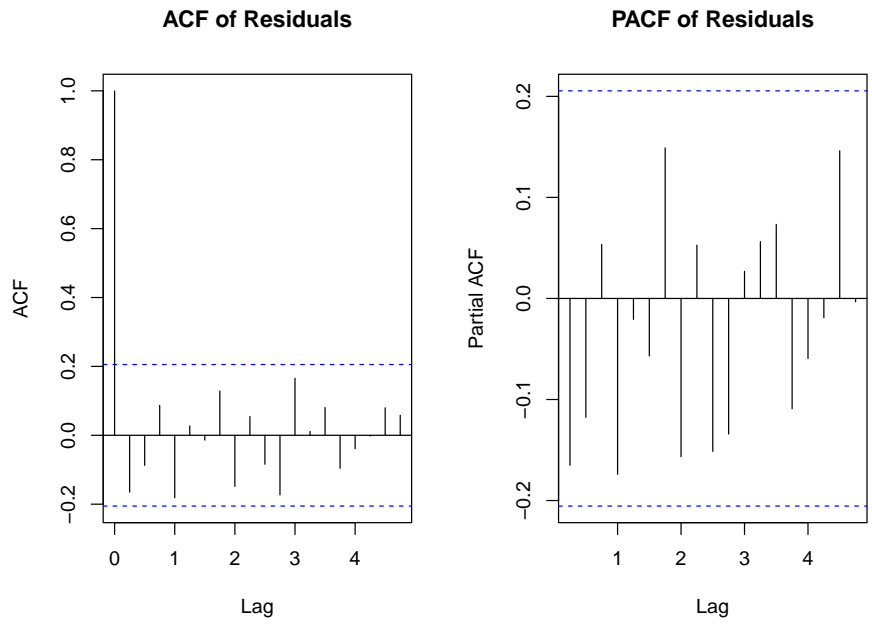 ACF of Residuals
ACF
1.0
0.8
0.6
0.4
0.2
0.0
−0.2
0 1 2 3 4
Lag
PACF of Residuals
Partial ACF
0.2
0.1
0.0
−0.1
−0.2
1 2 3 4
Lag